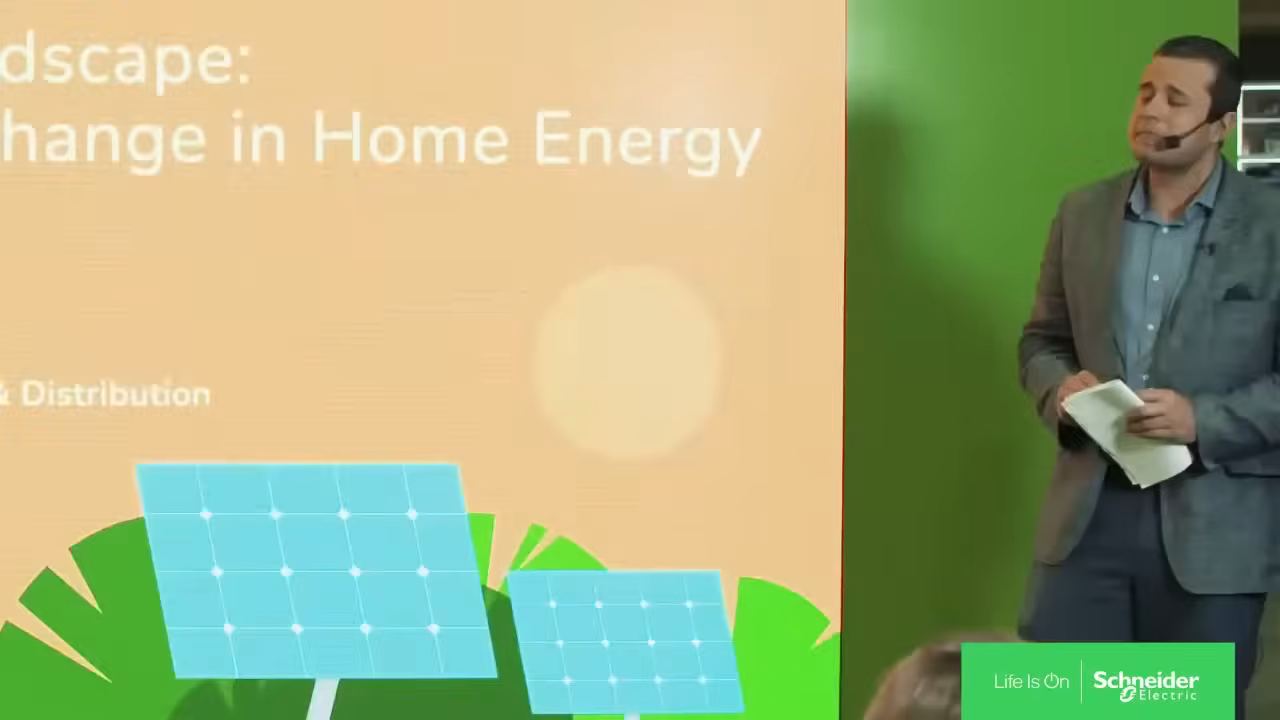 dscape:
hange in Home Energy
& Distribution
Life Is On
Schneider
Electric